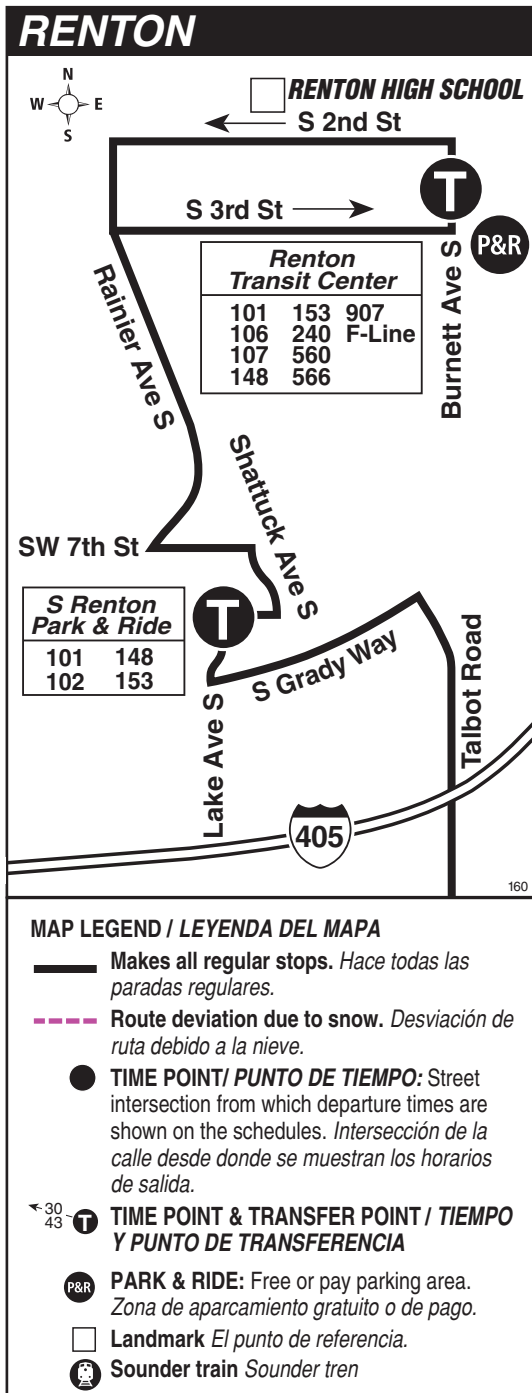 RENTON
N
W E
S
RENTON HIGH SCHOOL
S 2nd St
T
S 3rd St
P&R
Renton
Transit Center
101 153 907
106 240 F-Line
107 560
148 566
Rainier Ave S
Burnett Ave S
Shattuck Ave S
SW 7th St
S Renton
Park & Ride
101 148
102 153
T
S Grady Way
Lake Ave S
Talbot Road
405
160
MAP LEGEND / LEYENDA DEL MAPA
Makes all regular stops. Hace todas las
paradas regulares.
Route deviation due to snow. Desviación de
ruta debido a la nieve.
TIME POINT/ PUNTO DE TIEMPO: Street
intersection from which departure times are
shown on the schedules. Intersección de la
calle desde donde se muestran los horarios
de salida.
30
43 T TIME POINT & TRANSFER POINT / TIEMPO
Y PUNTO DE TRANSFERENCIA
P&R PARK & RIDE: Free or pay parking area.
Zona de aparcamiento gratuito o de pago.
Landmark El punto de referencia.
Sounder train Sounder tren